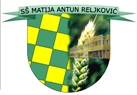 SŠ MATIJA ANTUN RELJKOVIĆ